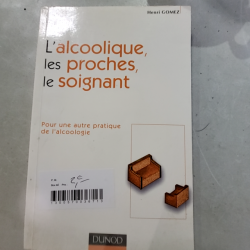 Henri GOMEZ
L'alcoolique,
les proches,
le soignant
Pour une autre pratique
de l'alcoologie
DUNOD